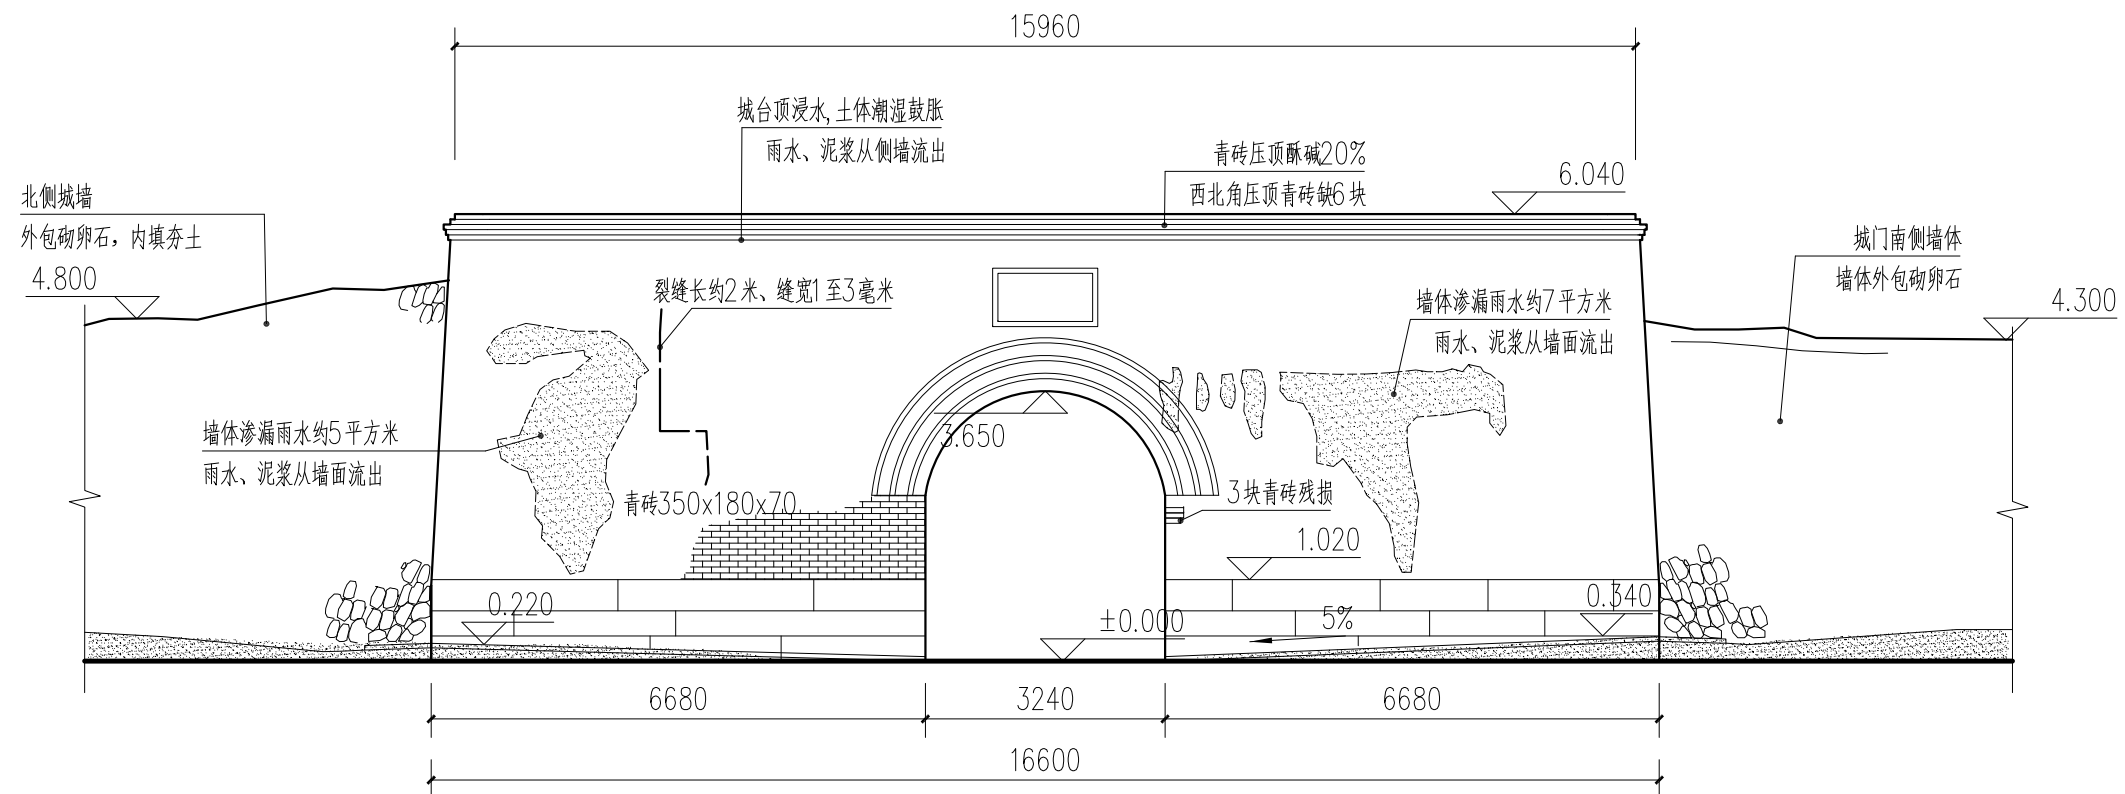 15960
城台顶浸水,土体潮湿鼓胀
雨水、泥浆从侧墙流出
青砖压顶酥碱20%
西北角压顶青砖缺6块
6.040
北侧城墙
外包砌卵石，内填夯土
4.800
城门南侧墙体
墙体外包砌卵石
4.300
裂缝长约2米、缝宽1至3毫米
墙体渗漏雨水约7平方米
雨水、泥浆从墙面流出
墙体渗漏雨水约5平方米
雨水、泥浆从墙面流出
3.650
青砖350x180x70
3块青砖残损
1.020
0.220
±0.000
5%
0.340
6680
3240
6680
16600